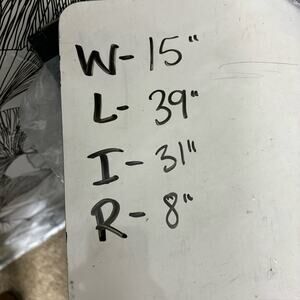 W- 15"
L- 39"
I- 31"
R- 8"